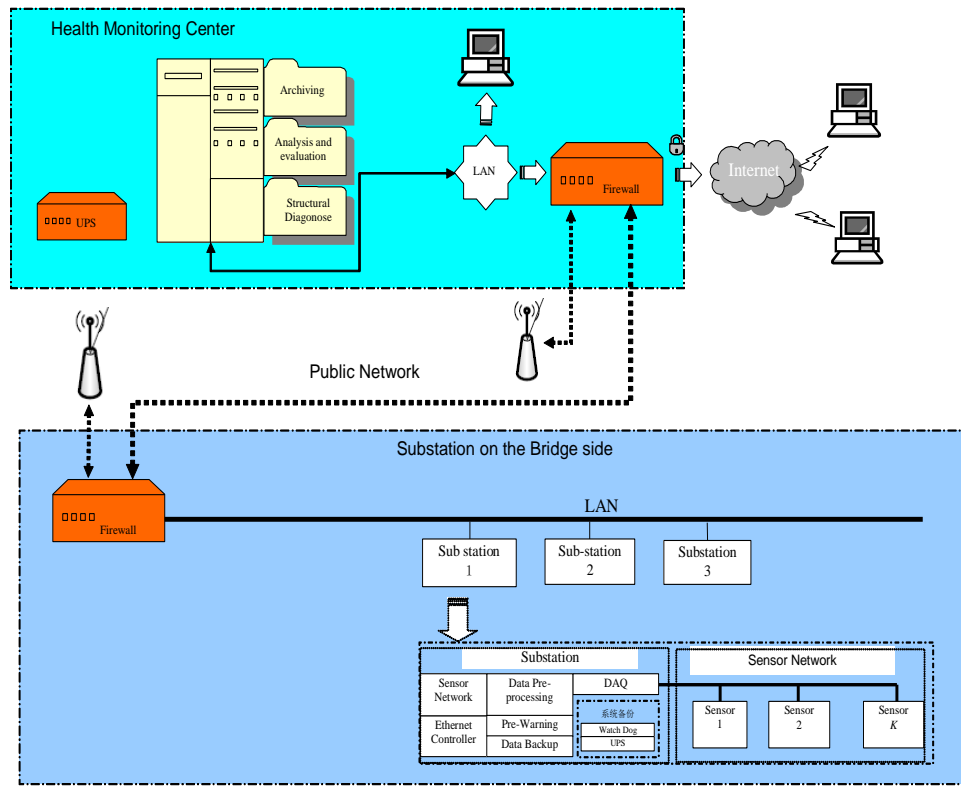 Health Monitoring Center
Archiving
Analysis and
evaluation
Structural
Diagonose
UPS
LAN
Firewall
Internet
Public Network
Substation on the Bridge side
Firewall
LAN
Sub station
1
Sub-station
2
Substation
3
Substation
Sensor
Network
Data Pre-
processing
DAQ
Ethernet
Controller
Pre-Warning
Data Backup
系统备份
Watch Dog
UPS
Sensor Network
Sensor
1
Sensor
2
Sensor
K